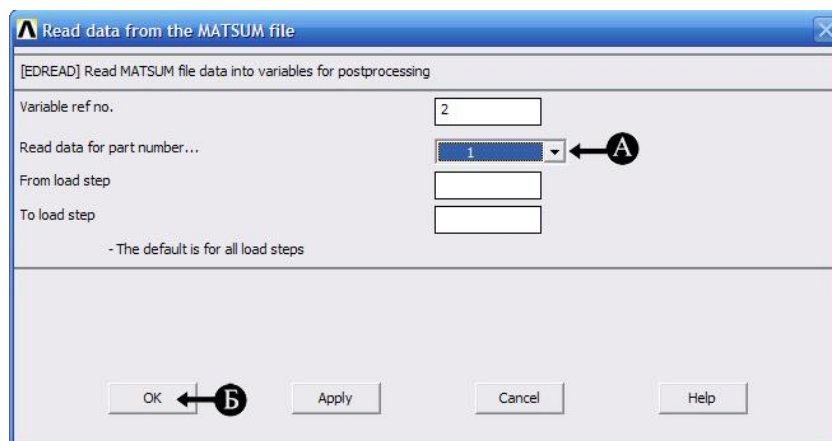 Read data from the MATSUM file
[EDREAD] Read MATSUM file data into variables for postprocessing
Variable ref no. 2
Read data for part number... 1 А
From load step
To load step
- The default is for all load steps
OK Б Apply Cancel Help